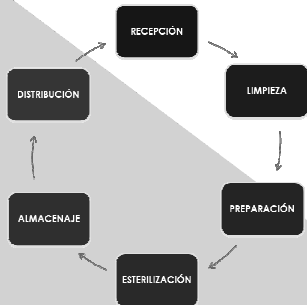 RECEPCIÓN
LIMPIEZA
PREPARACIÓN
ESTERILIZACIÓN
ALMACENAJE
DISTRIBUCIÓN